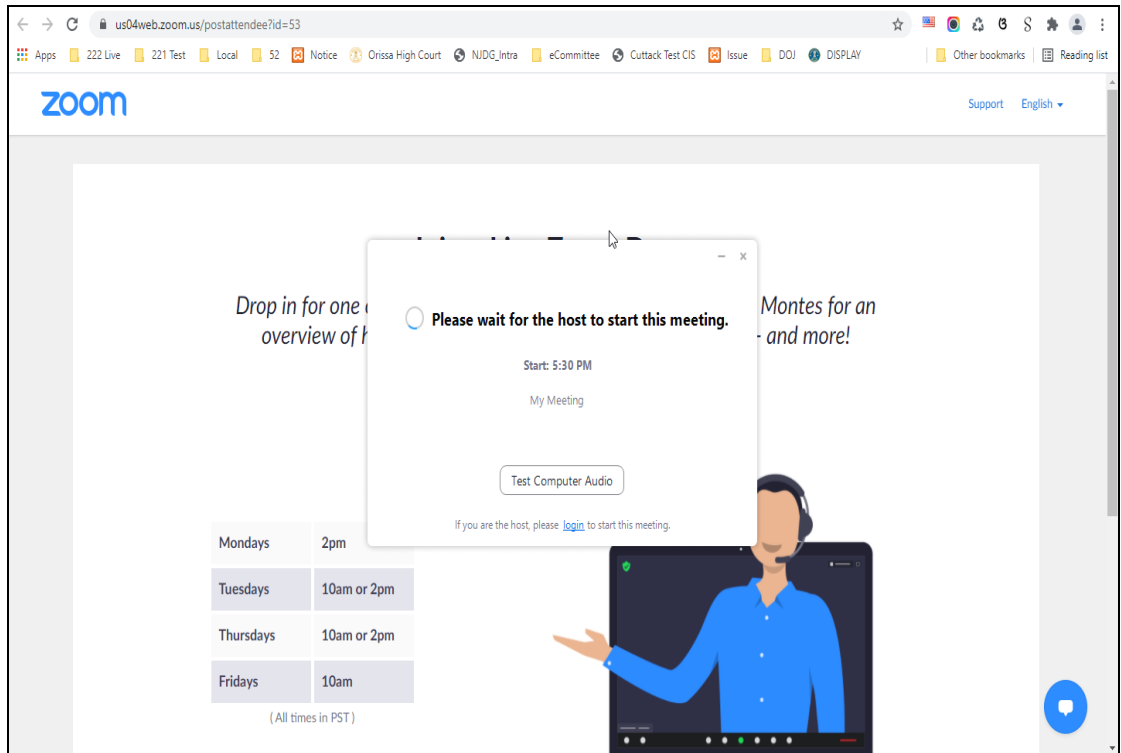 us04web.zoom.us/postattendee?id=53
Apps 222 Live 221 Test Local 52 Notice Orissa High Court NJDG_Intra eCommittee Cuttack Test CIS Issue DOJ DISPLAY Other bookmarks Reading list
zoom
Support English
Drop in for one Montes for an
overview of and more!
Please wait for the host to start this meeting.
Start: 5:30 PM
My Meeting
Test Computer Audio
If you are the host, please login to start this meeting.
Mondays 2pm
Tuesdays 10am or 2pm
Thursdays 10am or 2pm
Fridays 10am
( All times in PST )